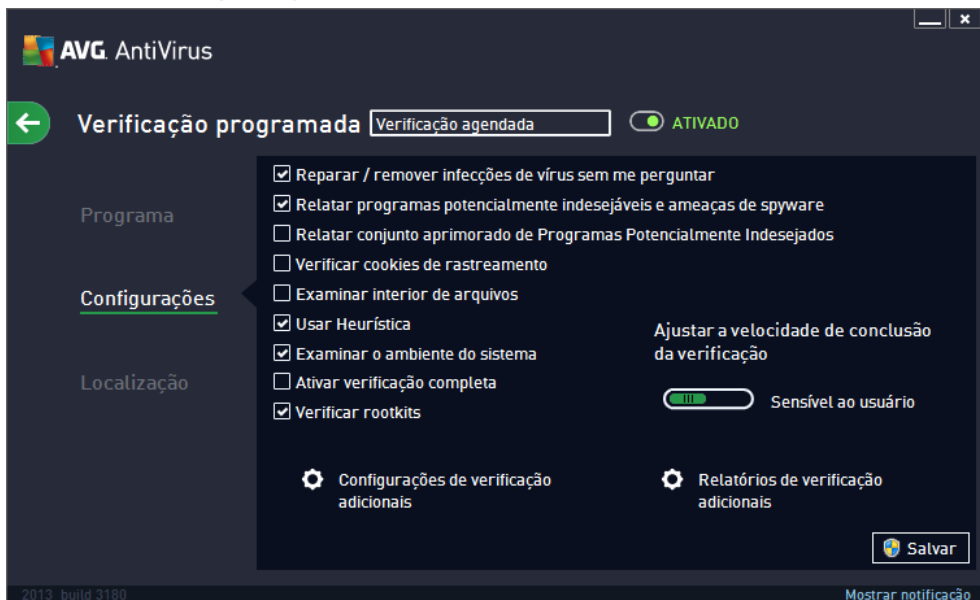 AVG. AntiVirus
Verificação programada
Verificação agendada
ATIVADO
Programa
Configurações
Localização
Reparar / remover infecções de vírus sem me perguntar
Relatar programas potencialmente indesejáveis e ameaças de spyware
Relatar conjunto aprimorado de Programas Potencialmente Indesejados
Verificar cookies de rastreamento
Examinar interior de arquivos
Usar Heurística
Examinar o ambiente do sistema
Ativar verificação completa
Verificar rootkits
Ajustar a velocidade de conclusão
da verificação
Sensível ao usuário
Configurações de verificação
adicionais
Relatórios de verificação
adicionais
Salvar
2013 build 3180
Mostrar notificação